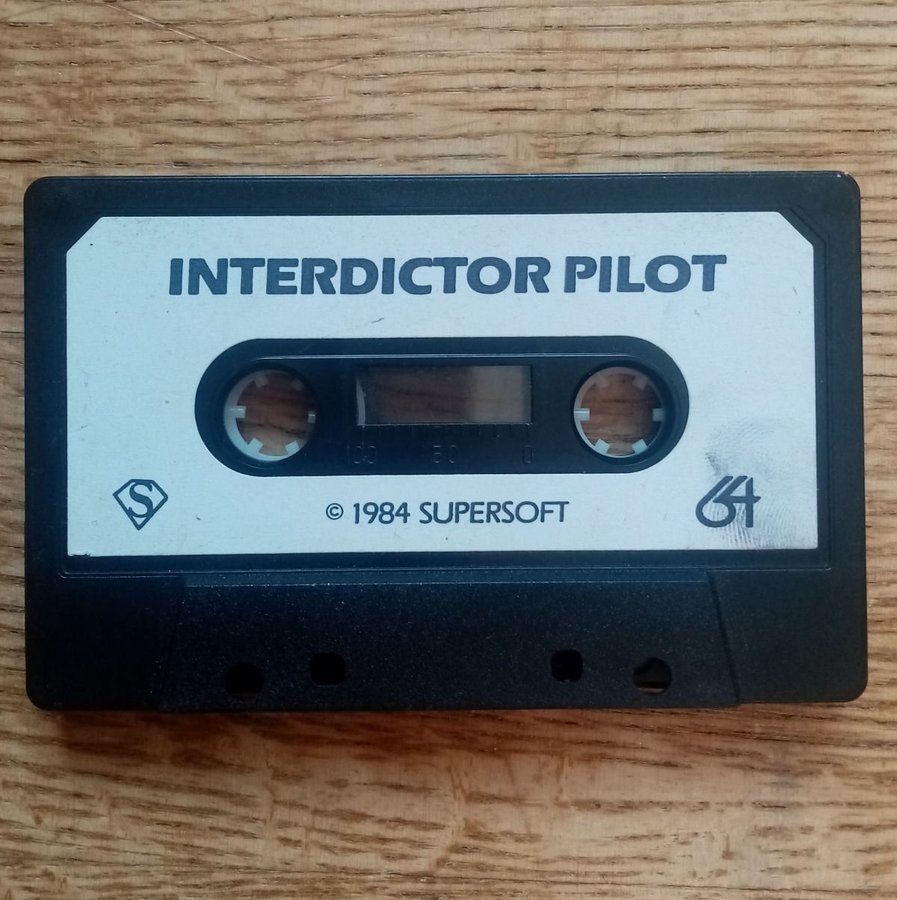 INTERDICTOR PILOT
100 50 0
S
© 1984 SUPERSOFT
64